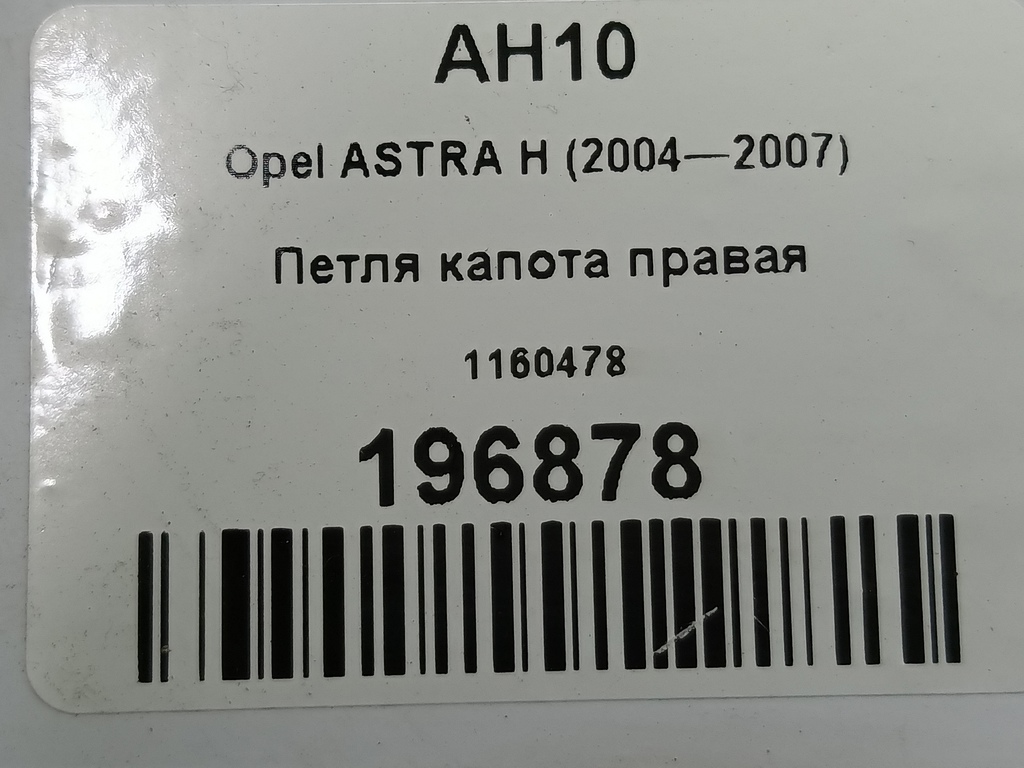 AH10
Opel ASTRA H (2004—2007)
Петля капота правая
1160478
196878